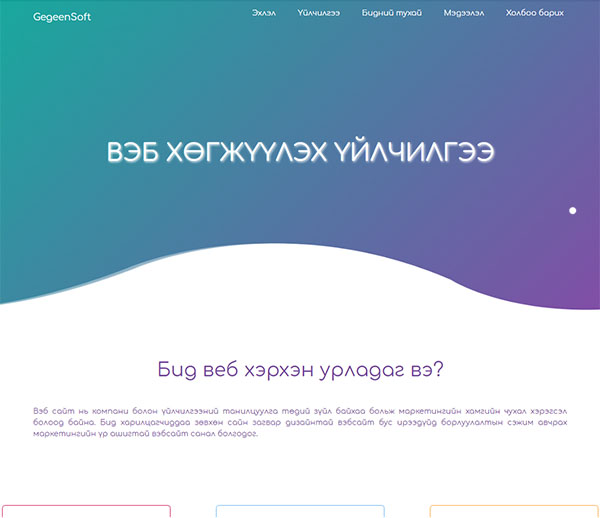 GegeenSoft
Эхлэл Үйлчилгээ Бидний тухай Мэдээлэл Холбоо барих
ВЭБ ХӨГЖҮҮЛЭХ ҮЙЛЧИЛГЭЭ
Бид веб хэрхэн урладаг вэ?
Вэб сайт нь компани болон үйлчилгээний танилцуулга төдий зүйл байхаа больж маркетингийн хамгийн чухал хэрэгсэл
болоод байна. Бид харилцагчиддаа зөвхөн сайн загвар дизайнтай вэбсайт бус ирээдүйд борлуулалтын сэжим авчрах
маркетингийн үр ашигтай вэбсайт санал болгодог.